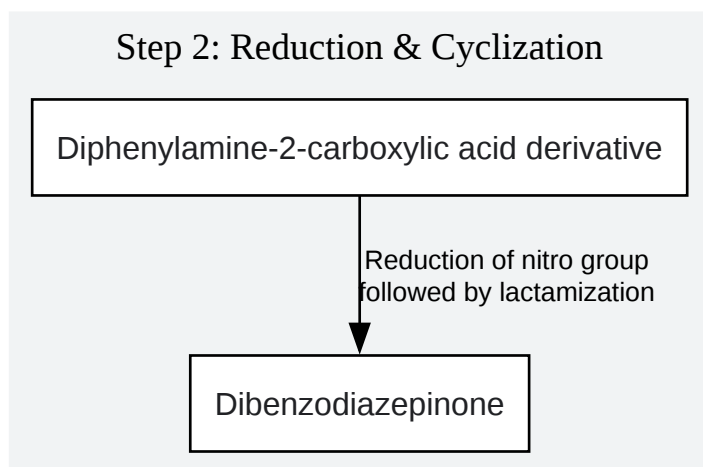 Step 2: Reduction & Cyclization
Diphenylamine-2-carboxylic acid derivative
Reduction of nitro group
followed by lactamization
Dibenzodiazepinone